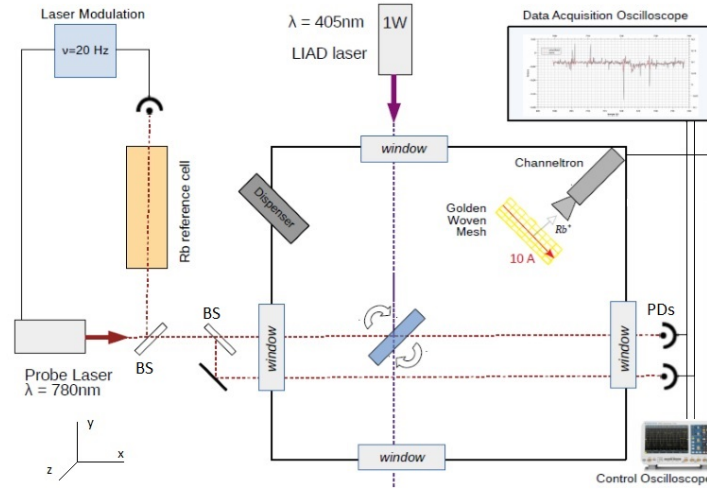 Laser Modulation
ν=20 Hz
λ = 405nm
LIAD laser
1W
Data Acquisition Oscilloscope
window
Channeltron
Dispenser
Golden
Woven
Mesh
Rb⁺
10 A
Rb reference cell
BS
BS
window
window
PDs
Probe Laser
λ = 780nm
y
x
z
window
Control Oscilloscope